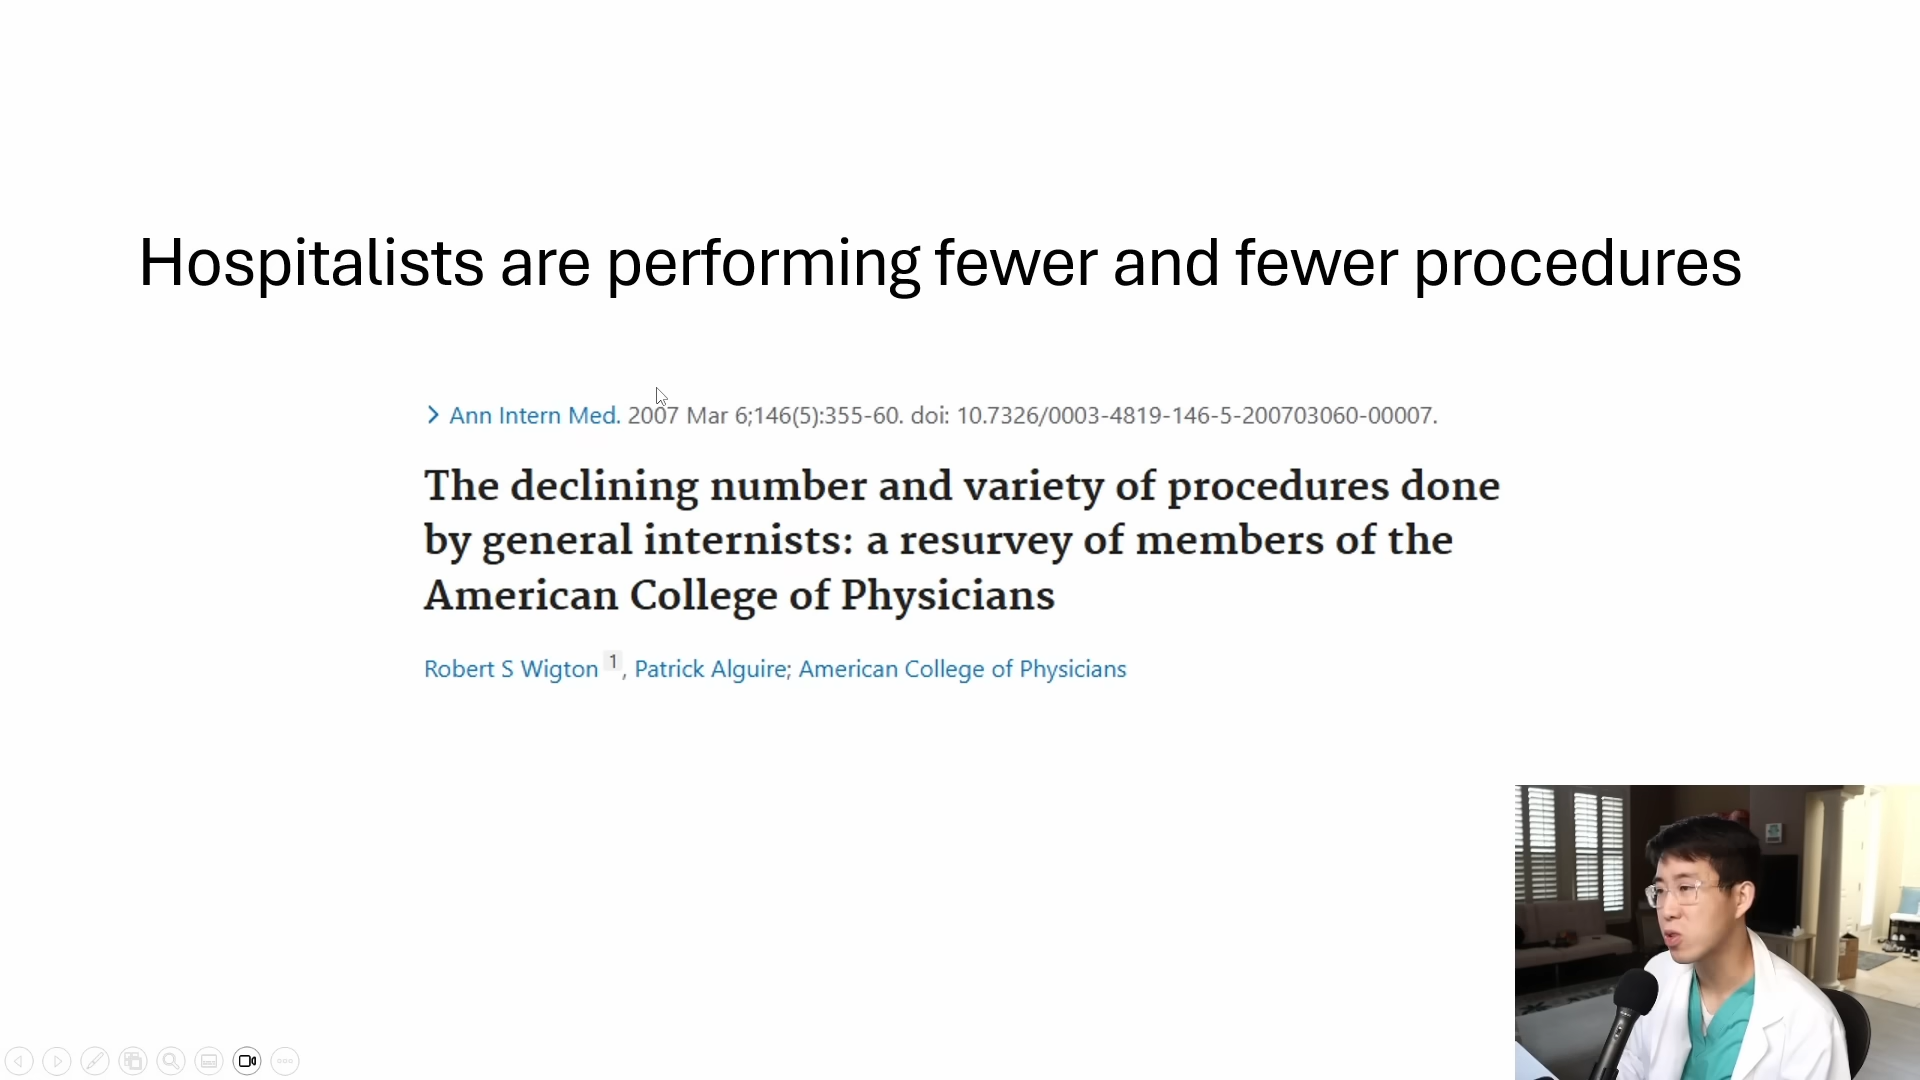 Hospitalists are performing fewer and fewer procedures
> Ann Intern Med. 2007 Mar 6;146(5):355-60. doi: 10.7326/0003-4819-146-5-200703060-00007.
The declining number and variety of procedures done
by general internists: a resurvey of members of the
American College of Physicians
Robert S Wigton 1, Patrick Alguire; American College of Physicians